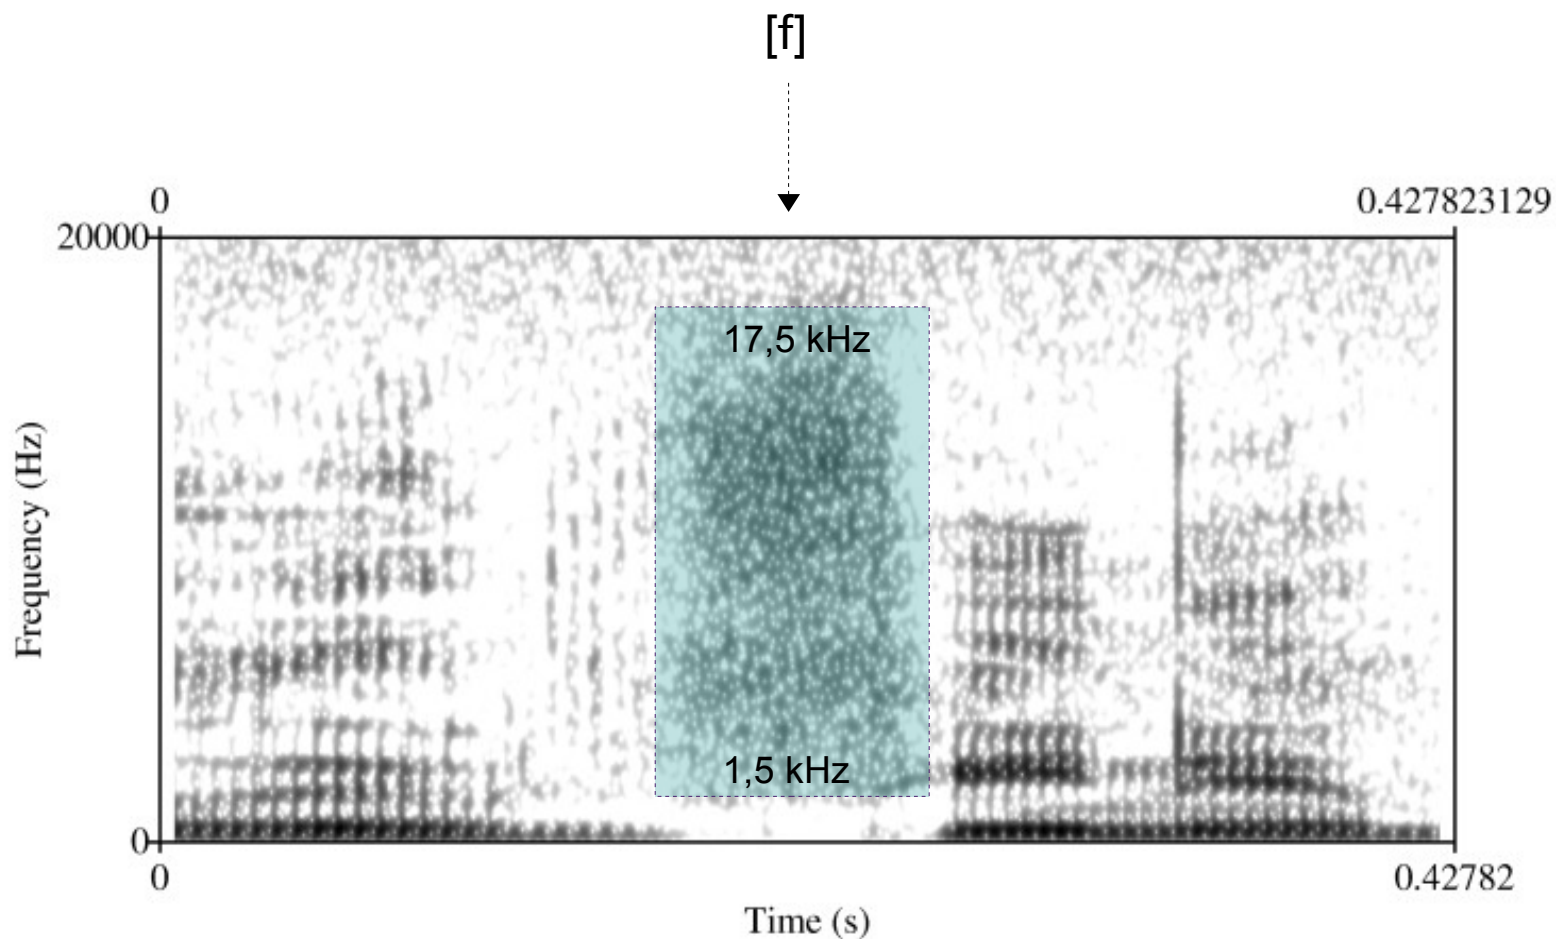 [f]
0
0.427823129
20000
17,5 kHz
Frequency (Hz)
1,5 kHz
0
0
0.42782
Time (s)